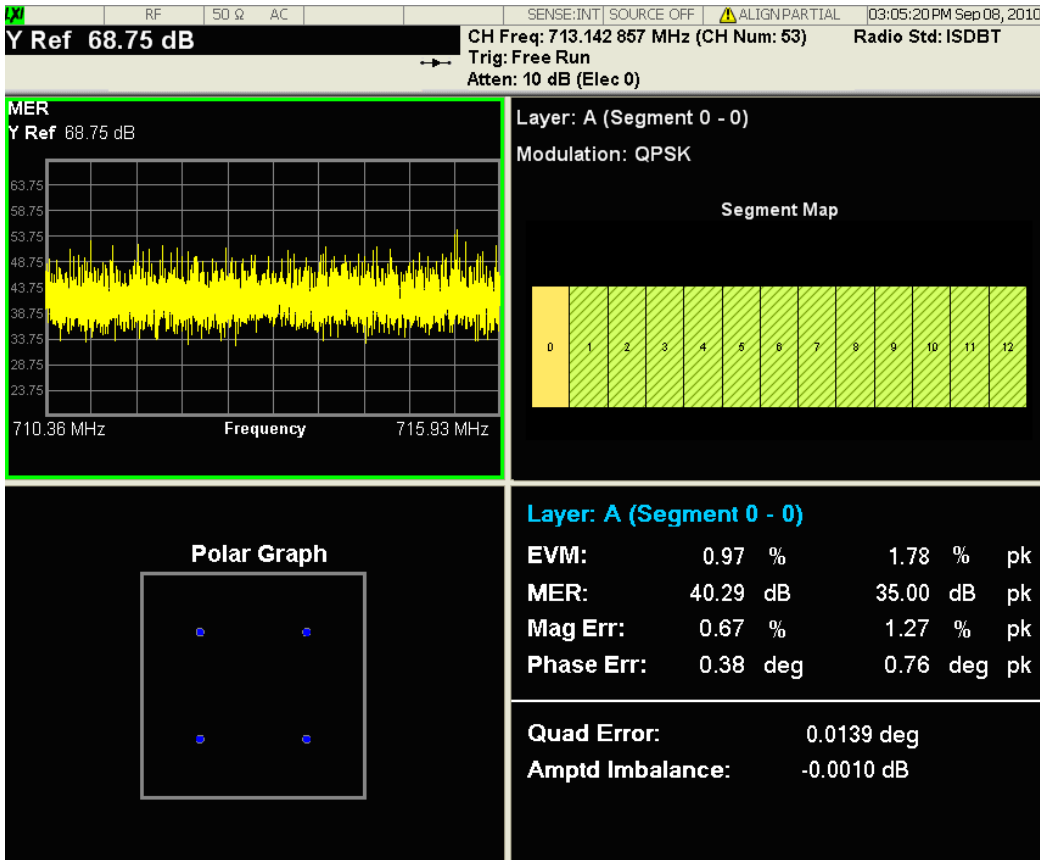 LXI RF 50 Ω AC SENSE:INT SOURCE OFF ALIGN PARTIAL 03:05:20 PM Sep 08, 2010
Y Ref 68.75 dB
CH Freq: 713.142 857 MHz (CH Num: 53) Radio Std: ISDBT
Trig: Free Run
Atten: 10 dB (Elec 0)
MER
Y Ref 68.75 dB
63.75
58.75
53.75
48.75
43.75
38.75
33.75
28.75
23.75
710.36 MHz Frequency 715.93 MHz
Layer: A (Segment 0 - 0)
Modulation: QPSK
Segment Map
0 1 2 3 4 5 6 7 8 9 10 11 12
Polar Graph
Layer: A (Segment 0 - 0)
EVM: 0.97 % 1.78 % pk
MER: 40.29 dB 35.00 dB pk
Mag Err: 0.67 % 1.27 % pk
Phase Err: 0.38 deg 0.76 deg pk
Quad Error: 0.0139 deg
Amptd Imbalance: -0.0010 dB